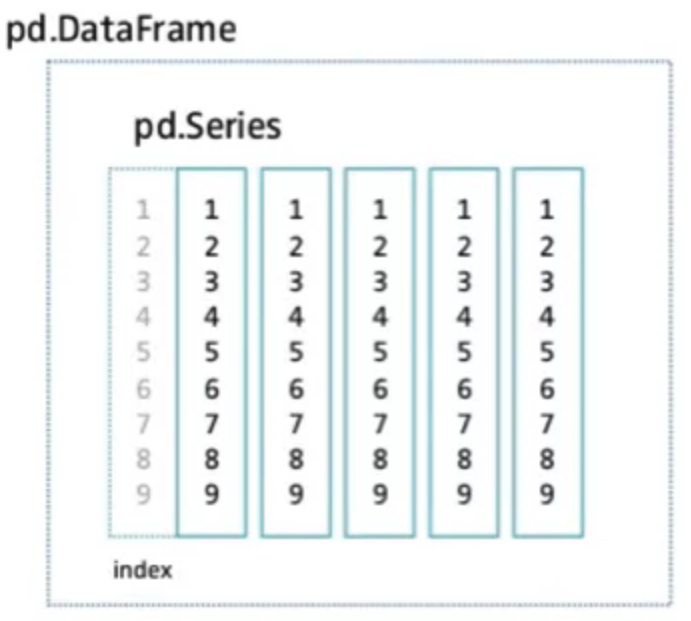 pd.DataFrame
pd.Series
1 1 1 1 1 1
2 2 2 2 2 2
3 3 3 3 3 3
4 4 4 4 4 4
5 5 5 5 5 5
6 6 6 6 6 6
7 7 7 7 7 7
8 8 8 8 8 8
9 9 9 9 9 9
index